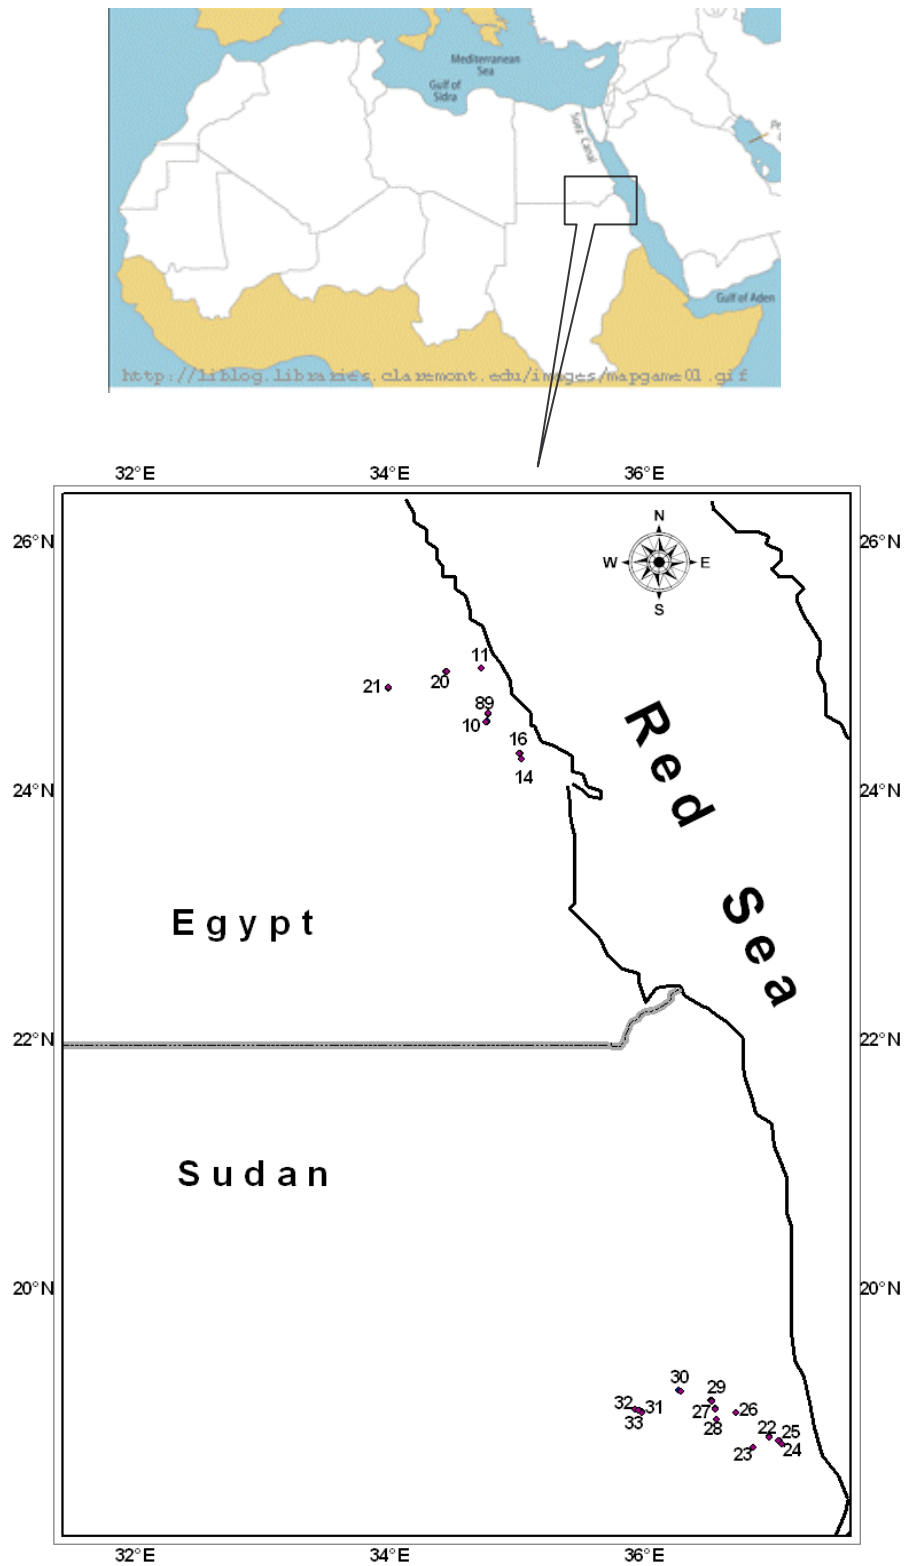 Mediterranean
Sea
Gulf of
Sidra
Suez Canal
Gulf of Aden
http://liblog.libraries.claremont.edu/images/mapgame01.gif
32°E 34°E 36°E
N
26°N 26°N
W E
S
11
20
21
89
10
16
14
24°N 24°N
Red Sea
Egypt
22°N 22°N
Sudan
20°N 20°N
30
29
32 31 27 26
33 28
22 25
23 24
32°E 34°E 36°E